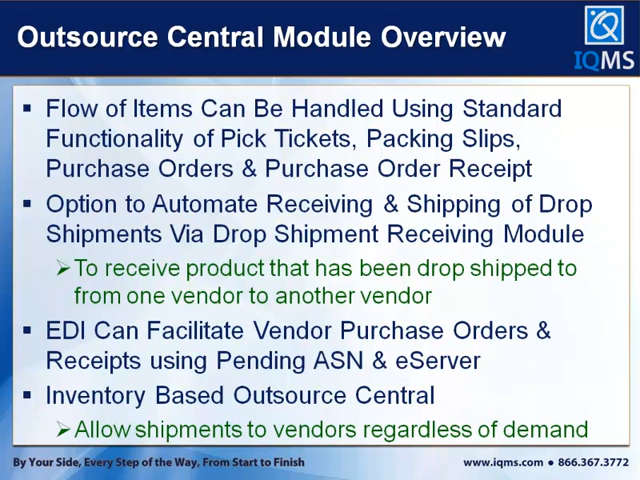 Outsource Central Module Overview
IQMS
▪ Flow of Items Can Be Handled Using Standard
Functionality of Pick Tickets, Packing Slips,
Purchase Orders & Purchase Order Receipt
▪ Option to Automate Receiving & Shipping of Drop
Shipments Via Drop Shipment Receiving Module
➢To receive product that has been drop shipped to
from one vendor to another vendor
▪ EDI Can Facilitate Vendor Purchase Orders &
Receipts using Pending ASN & eServer
▪ Inventory Based Outsource Central
➢Allow shipments to vendors regardless of demand
By Your Side, Every Step of the Way, From Start to Finish
www.iqms.com ● 866.367.3772